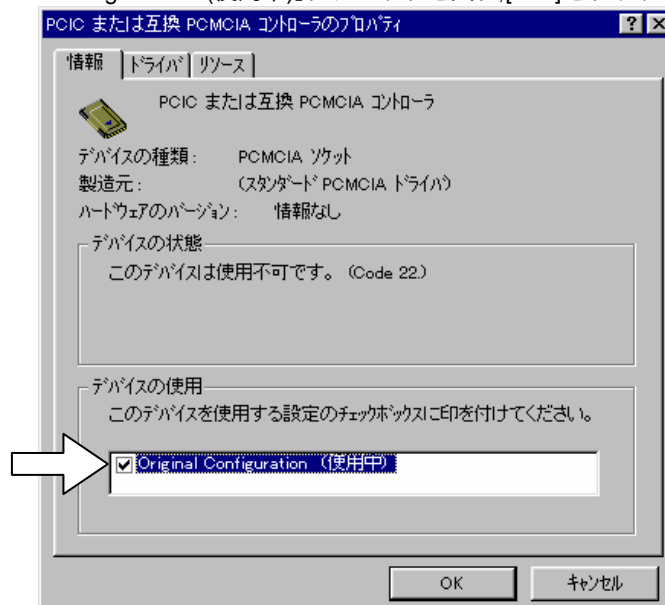 PCIC または互換 PCMCIA ｺﾝﾄﾛｰﾗのﾌﾟﾛﾊﾟﾃｨ
情報
ﾄﾞﾗｲﾊﾞ
ﾘｿｰｽ
PCIC または互換 PCMCIA ｺﾝﾄﾛｰﾗ
ﾃﾞﾊﾞｲｽの種類： PCMCIA ｿｹｯﾄ
製造元： (ｽﾀﾝﾀﾞｰﾄﾞ PCMCIA ﾄﾞﾗｲﾊﾞ)
ﾊｰﾄﾞｳｪｱのﾊﾞｰｼﾞｮﾝ： 情報なし
ﾃﾞﾊﾞｲｽの状態
このﾃﾞﾊﾞｲｽは使用不可です。 (Code 22.)
ﾃﾞﾊﾞｲｽの使用
このﾃﾞﾊﾞｲｽを使用する設定のﾁｪｯｸﾎﾞｯｸｽに印を付けてください。
Original Configuration （使用中）
OK
ｷｬﾝｾﾙ